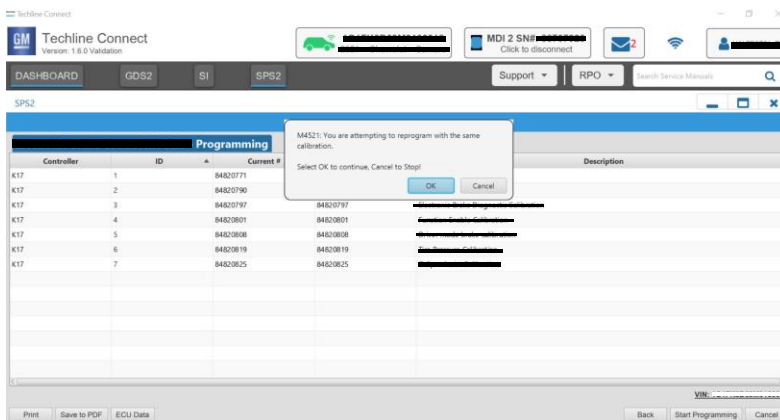 Techline Connect
GM
Techline Connect
Version: 1.6.0 Validation
MDI 2 SN#:
Click to disconnect
2
DASHBOARD GDS2 SI SPS2 Support RPO Search Service Manuals
SPS2
Programming
M4521: You are attempting to reprogram with the same
calibration.
Select OK to continue, Cancel to Stop!
OK Cancel
Controller ID Current # Description
K17 1 84820771
K17 2 84820790
K17 3 84820797 84820797
K17 4 84820801 84820801
K17 5 84820808 84820808
K17 6 84820819 84820819
K17 7 84820825 84820825
VIN:
Print Save to PDF ECU Data Back Start Programming Cancel